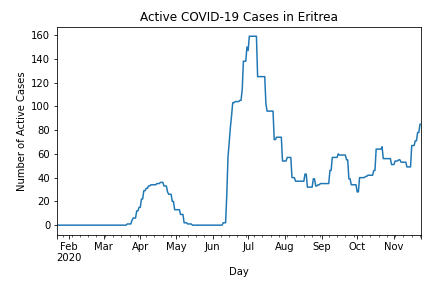 Active COVID-19 Cases in Eritrea
Number of Active Cases
160
140
120
100
80
60
40
20
0
Feb Mar Apr May Jun Jul Aug Sep Oct Nov
2020
Day